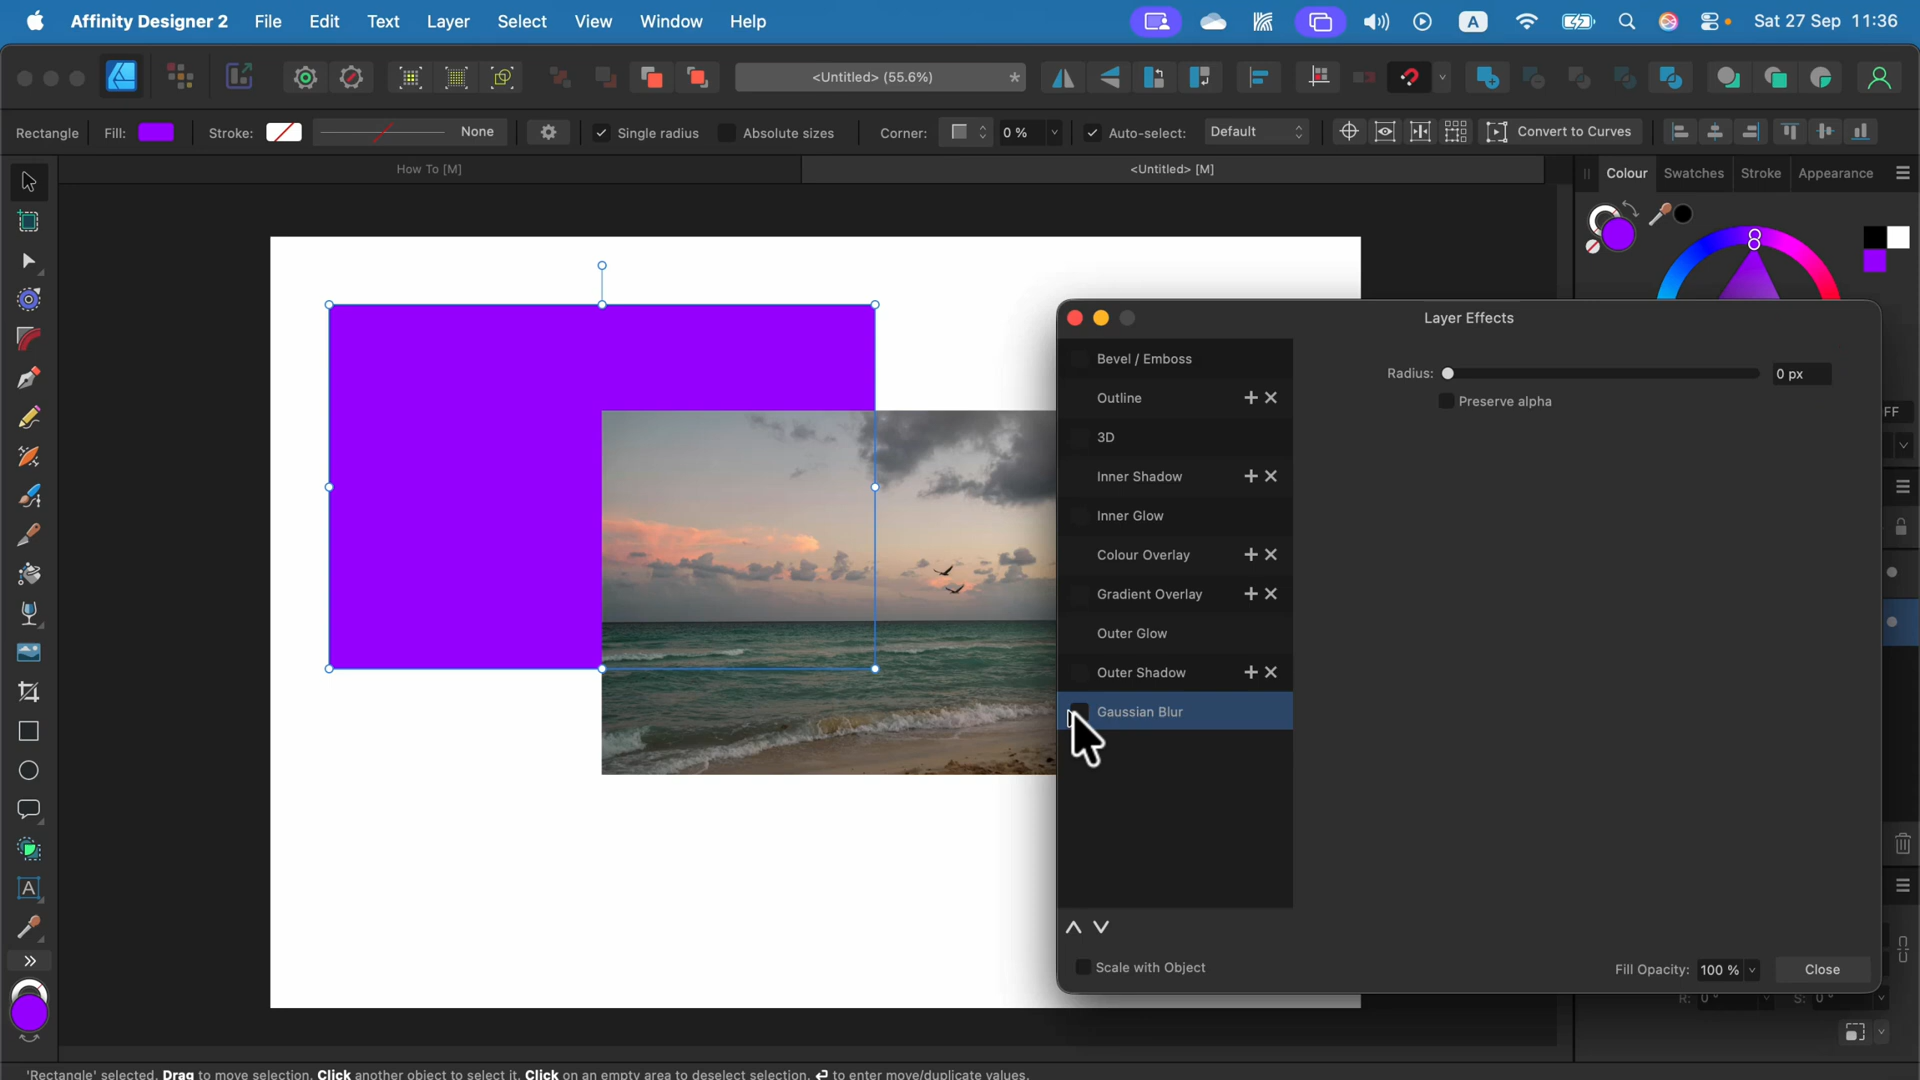 Affinity Designer 2 File Edit Text Layer Select View Window Help A Sat 27 Sep 11:36
<Untitled> (55.6%) *
Rectangle Fill: Stroke: None Single radius Absolute sizes Corner: 0 % Auto-select: Default Convert to Curves
How To [M] <Untitled> [M]
Colour Swatches Stroke Appearance
Layer Effects
Bevel / Emboss
Radius: 0 px
Outline
Preserve alpha
FF
3D
Inner Shadow
Inner Glow
Colour Overlay
Gradient Overlay
Outer Glow
Outer Shadow
Gaussian Blur
A
Scale with Object
Fill Opacity: 100 % Close
R: 0 ° S: 0 °
'Rectangle' selected. Drag to move selection. Click another object to select it. Click on an empty area to deselect selection. ↵ to enter move/duplicate values.